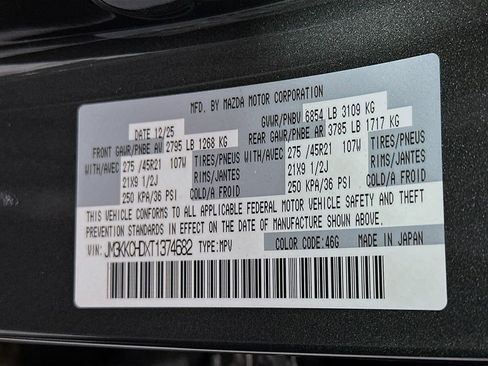 MFD. BY MAZDA MOTOR CORPORATION
DATE 12/25 GVWR/PNBV 6854 LB 3109 KG
FRONT GAWR/PNBE AV 2795 LB 1268 KG REAR GAWR/PNBE AR 3785 LB 1717 KG
WITH/AVEC 275 /45R21 107W TIRES/PNEUS WITH/AVEC 275 /45R21 107W TIRES/PNEUS
21X9 1/2J RIMS/JANTE 21X9 1/2J RIMS/JANTE
250 KPA/36 PSI COLD/A FROID 250 KPA/36 PSI COLD/A FROID
THIS VEHICLE CONFORMS TO ALL APPLICABLE FEDERAL MOTOR VEHICLE SAFETY AND THEFT
PREVENTION STANDARDS IN EFFECT ON THE DATE OF MANUFACTURE SHOWN ABOVE.
VIN: JM3KKCHDXT1374682 TYPE: MPV COLOR CODE: 46G MADE IN JAPAN